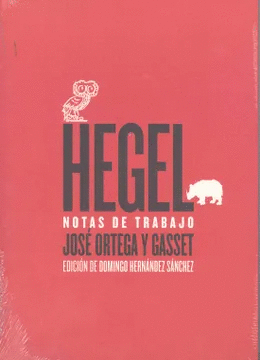 HEGEL
NOTAS DE TRABAJO
JOSÉ ORTEGA Y GASSET
EDICIÓN DE DOMINGO HERNÁNDEZ SÁNCHEZ